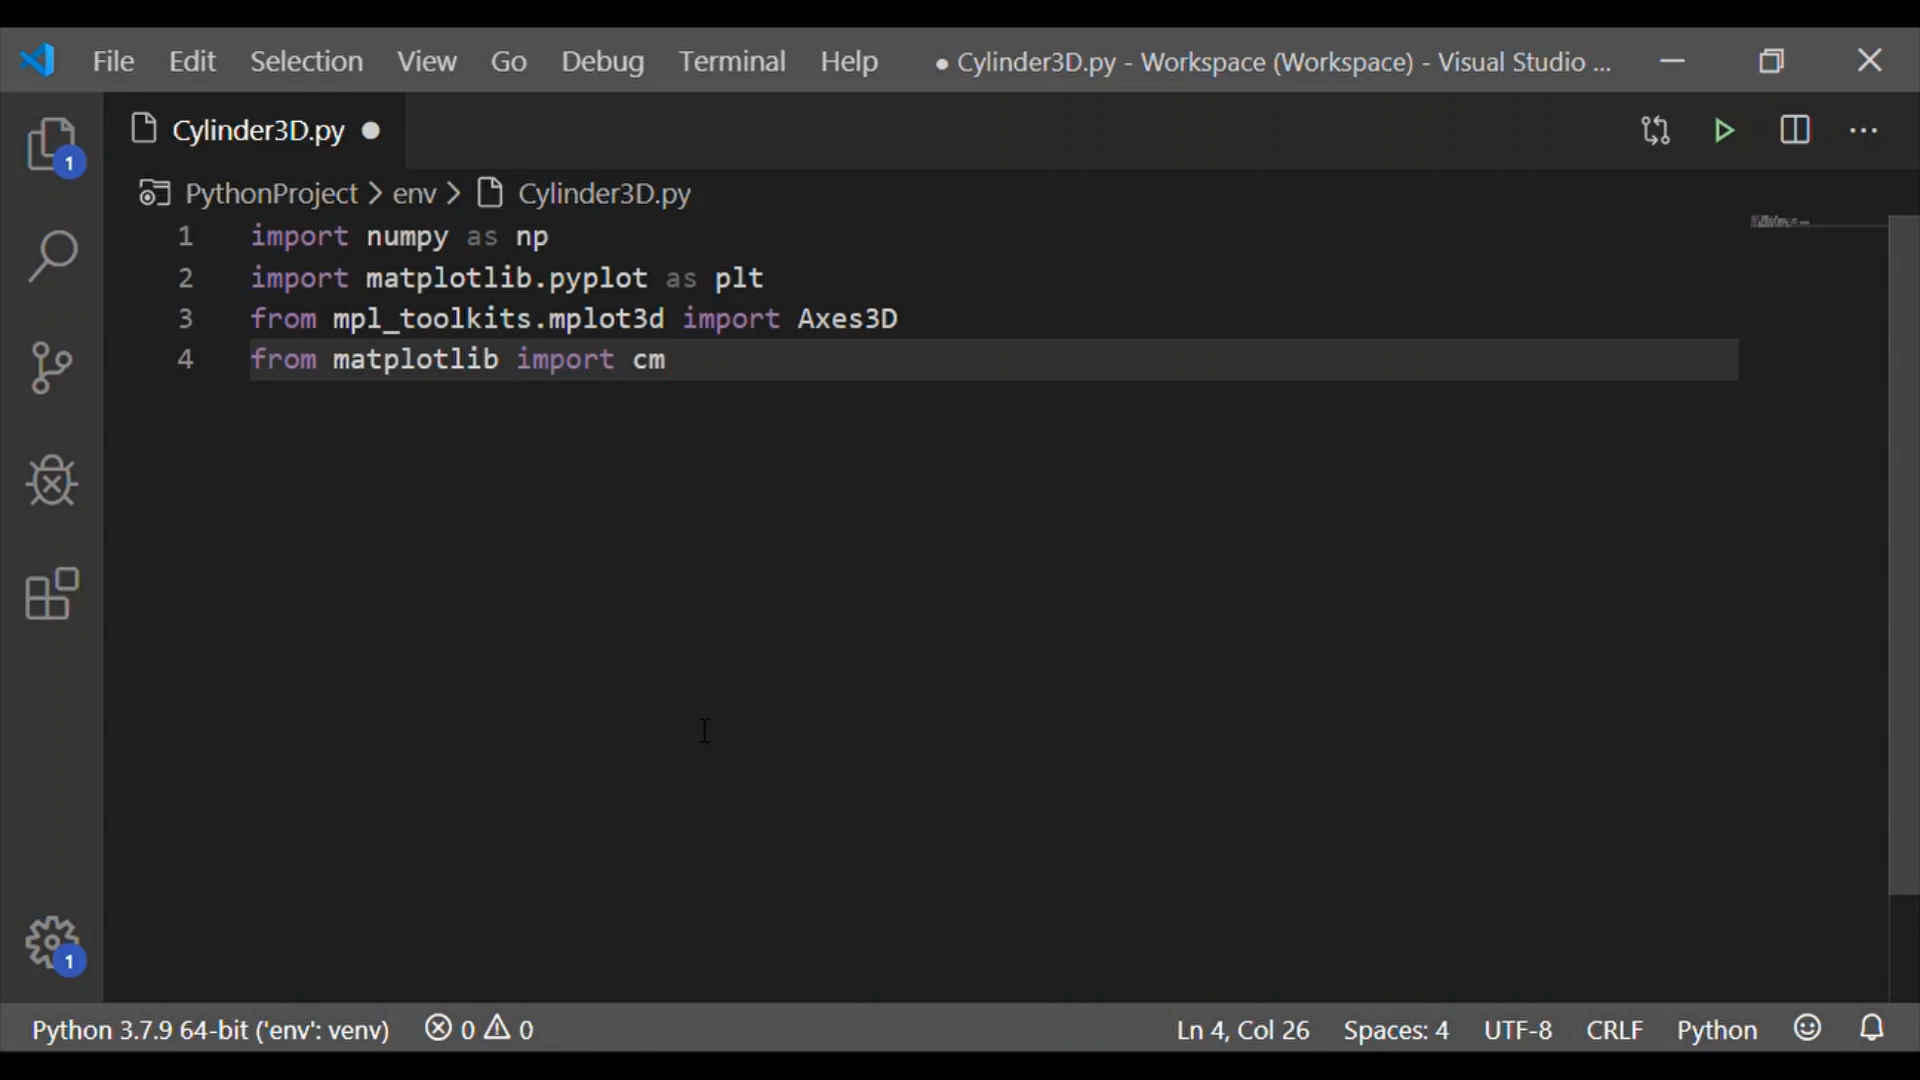 File Edit Selection View Go Debug Terminal Help ● Cylinder3D.py - Workspace (Workspace) - Visual Studio ...
Cylinder3D.py
1
PythonProject > env > Cylinder3D.py
1 import numpy as np
2 import matplotlib.pyplot as plt
3 from mpl_toolkits.mplot3d import Axes3D
4 from matplotlib import cm
1
Python 3.7.9 64-bit ('env': venv) 0 0 Ln 4, Col 26 Spaces: 4 UTF-8 CRLF Python